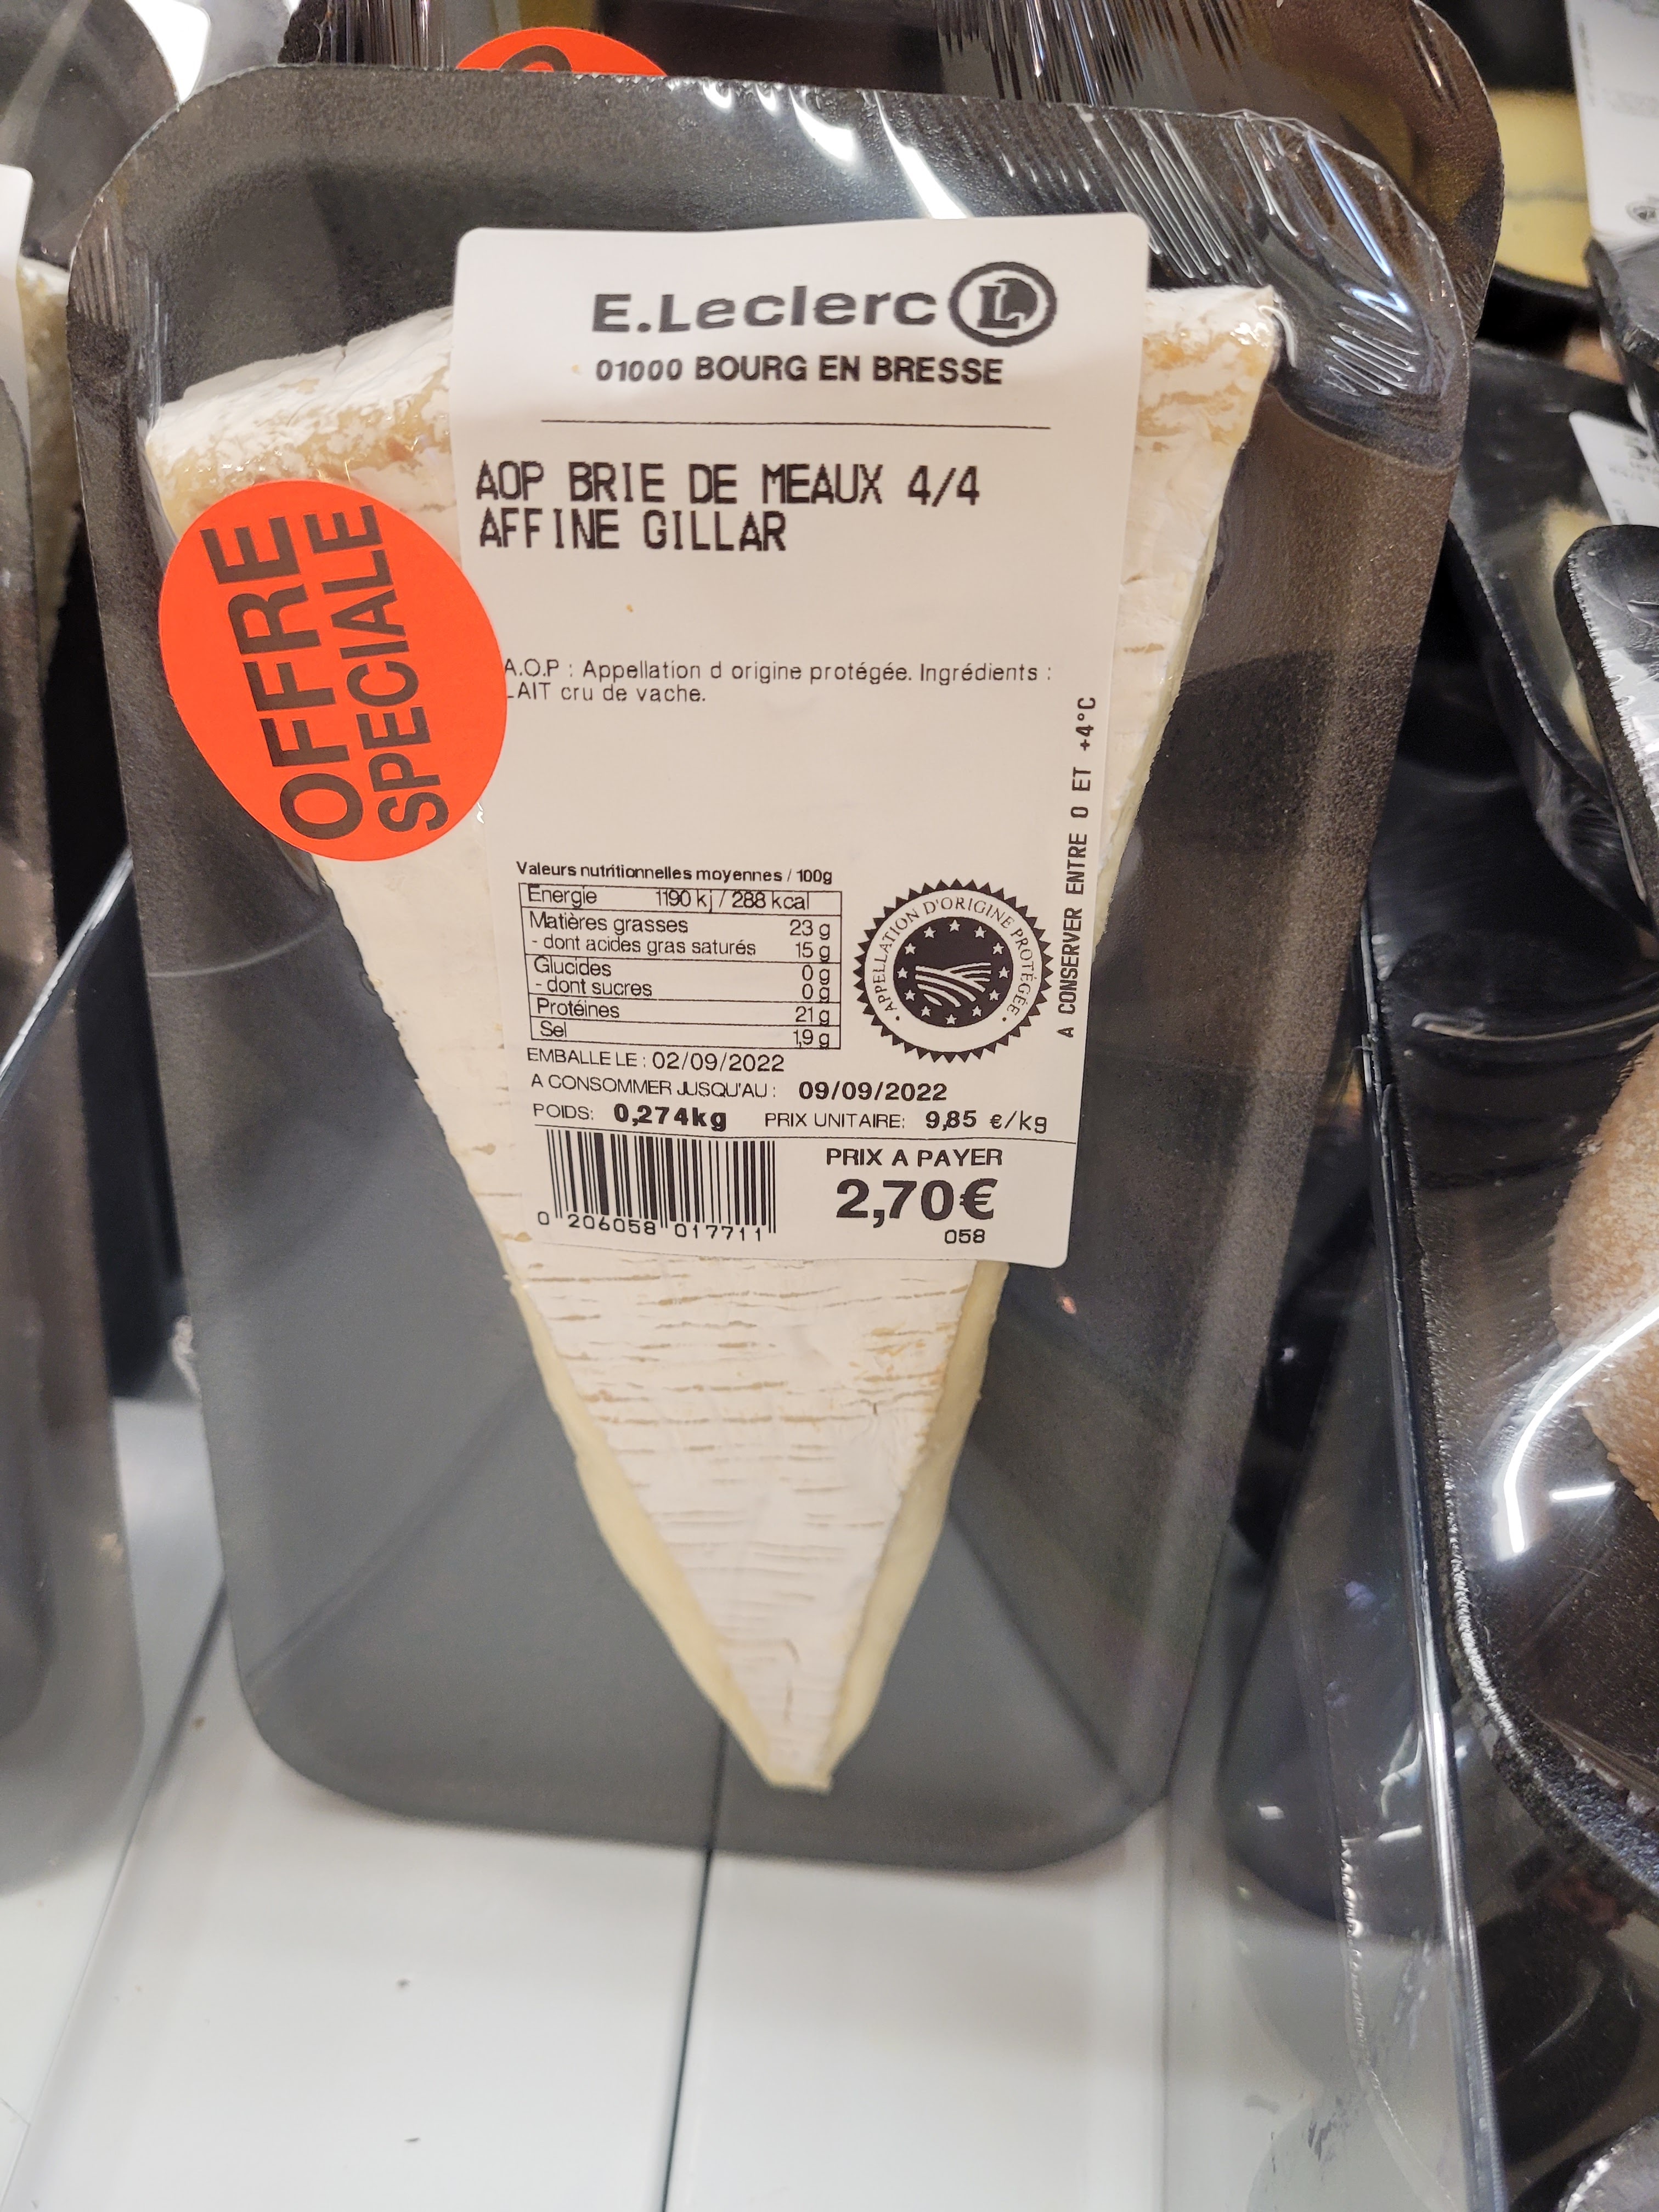 E.Leclerc L
01000 BOURG EN BRESSE
AOP BRIE DE MEAUX 4/4
AFFINE GILLAR
OFFRE
SPECIALE
A.O.P : Appellation d origine protégée. Ingrédients :
LAIT cru de vache.
A CONSERVER ENTRE 0 ET +4°C
Valeurs nutritionnelles moyennes / 100g
Energie 1190 kj / 288 kcal
Matières grasses 23 g
- dont acides gras saturés 15 g
Glucides 0 g
- dont sucres 0 g
Protéines 21 g
Sel 1,9 g
APPELLATION D'ORIGINE PROTÉGÉE
EMBALLE LE : 02/09/2022
A CONSOMMER JUSQU'AU : 09/09/2022
POIDS: 0,274kg PRIX UNITAIRE: 9,85 €/kg
PRIX A PAYER
2,70€
0 206058 017711
058